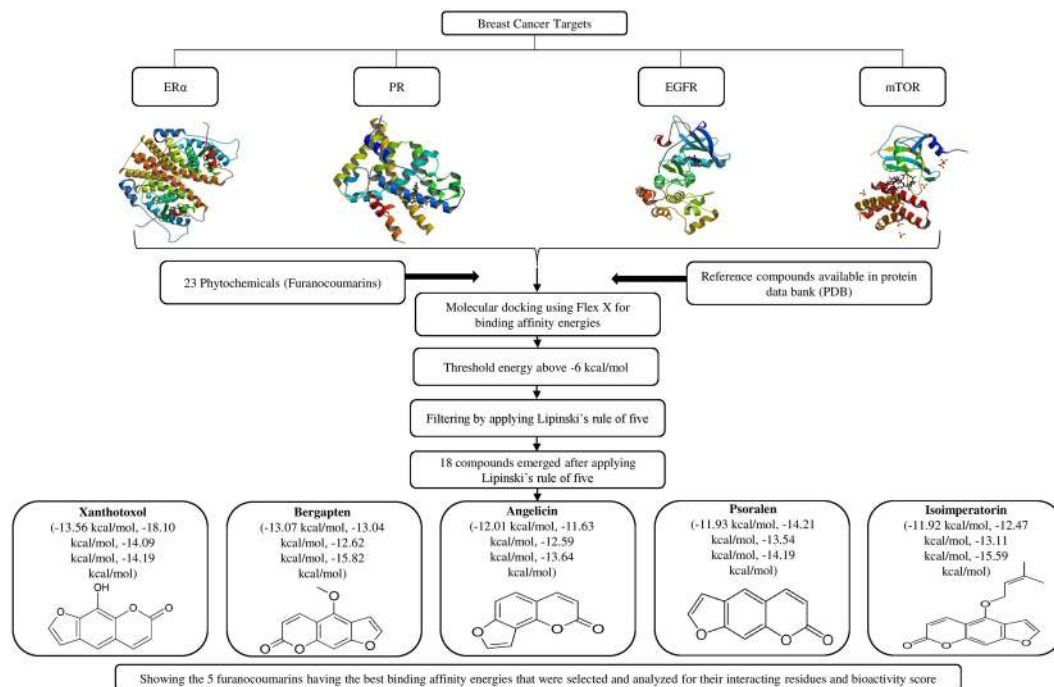 Breast Cancer Targets
ERα
PR
EGFR
mTOR
23 Phytochemicals (Furanocoumarins)
Reference compounds available in protein
data bank (PDB)
Molecular docking using Flex X for
binding affinity energies
Threshold energy above -6 kcal/mol
Filtering by applying Lipinski's rule of five
18 compounds emerged after applying
Lipinski's rule of five
Xanthotoxol
(-13.56 kcal/mol, -18.10
kcal/mol, -14.09
kcal/mol, -14.19
kcal/mol)
OH
O
O
O
Bergapten
(-13.07 kcal/mol, -13.04
kcal/mol, -12.62
kcal/mol, -15.82
kcal/mol)
O
O
O
O
Angelicin
(-12.01 kcal/mol, -11.63
kcal/mol, -12.59
kcal/mol, -13.64
kcal/mol)
O
O
O
Psoralen
(-11.93 kcal/mol, -14.21
kcal/mol, -13.54
kcal/mol, -14.19
kcal/mol)
O
O
O
Isoimperatorin
(-11.92 kcal/mol, -12.47
kcal/mol, -13.11
kcal/mol, -15.59
kcal/mol)
O
O
O
O
Showing the 5 furanocoumarins having the best binding affinity energies that were selected and analyzed for their interacting residues and bioactivity score